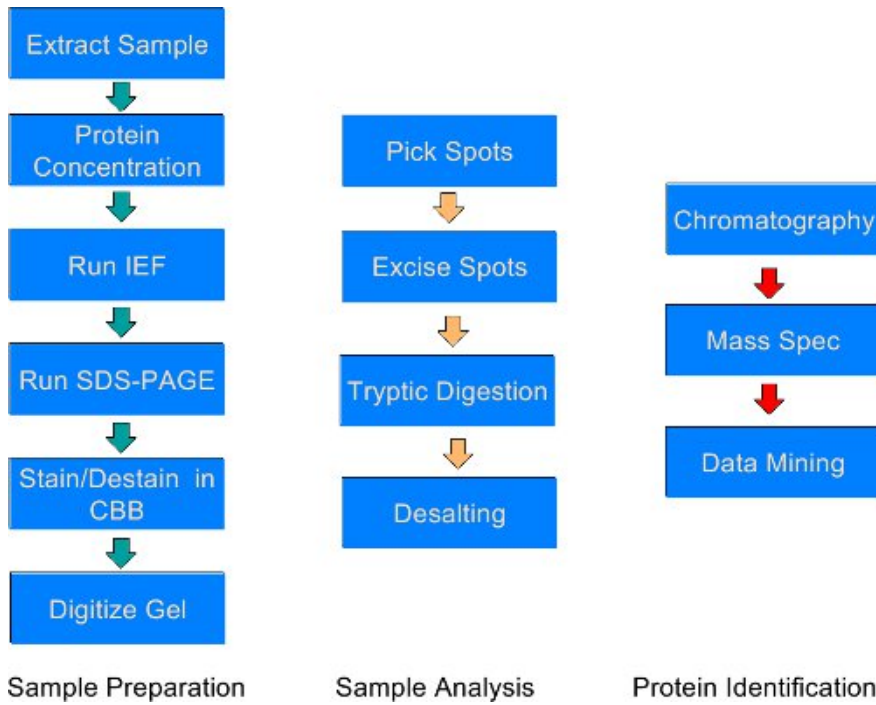 Extract Sample
Protein
Concentration
Run IEF
Run SDS-PAGE
Stain/Destain in
CBB
Digitize Gel
Sample Preparation
Pick Spots
Excise Spots
Tryptic Digestion
Desalting
Sample Analysis
Chromatography
Mass Spec
Data Mining
Protein Identification